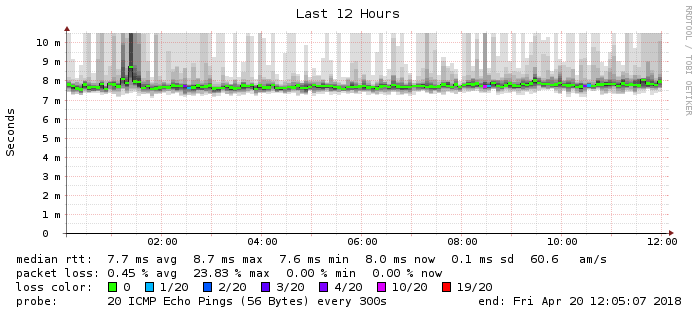 Last 12 Hours
RRDTOOL / TOBI OETIKER
Seconds
10 m
9 m
8 m
7 m
6 m
5 m
4 m
3 m
2 m
1 m
0
02:00 04:00 06:00 08:00 10:00 12:00
median rtt: 7.7 ms avg 8.7 ms max 7.6 ms min 8.0 ms now 0.1 ms sd 60.6 am/s
packet loss: 0.45 % avg 23.83 % max 0.00 % min 0.00 % now
loss color: 0 1/20 2/20 3/20 4/20 10/20 19/20
probe: 20 ICMP Echo Pings (56 Bytes) every 300s end: Fri Apr 20 12:05:07 2018